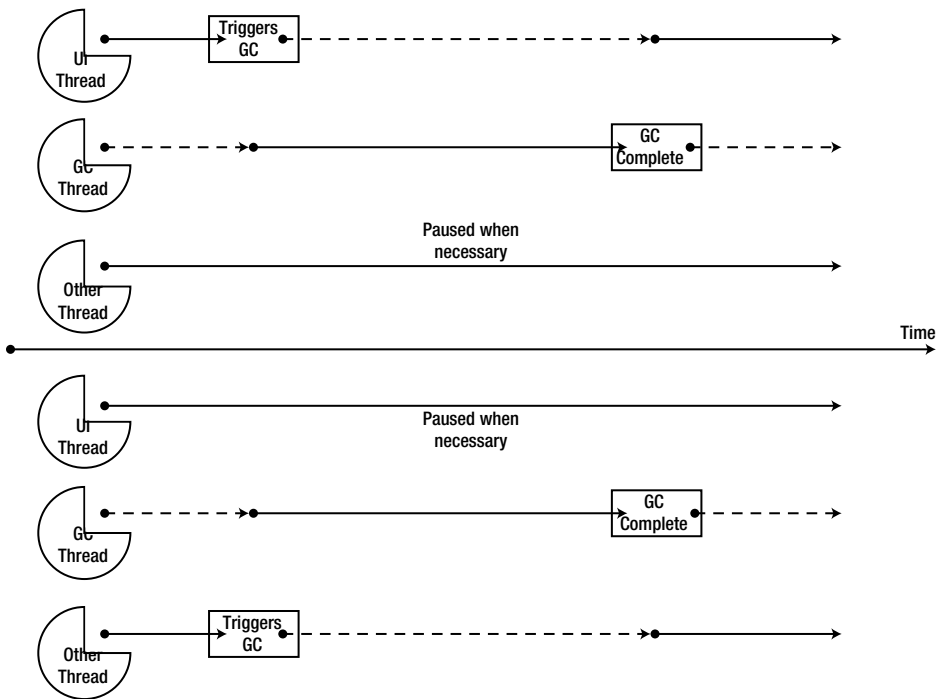 Triggers
GC
UI
Thread
GC
Complete
GC
Thread
Paused when
necessary
Other
Thread
Time
UI
Thread
Paused when
necessary
GC
Complete
GC
Thread
Triggers
GC
Other
Thread